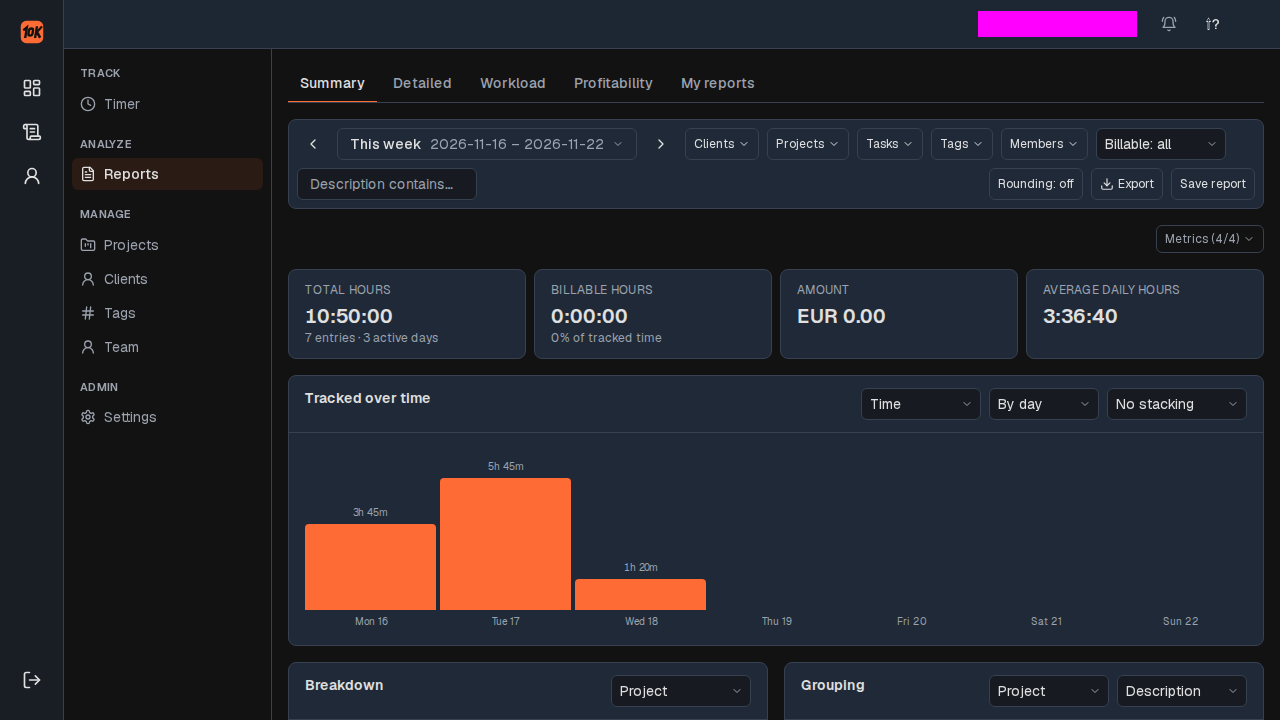 10K
?
TRACK
Timer
ANALYZE
Reports
MANAGE
Projects
Clients
Tags
Team
ADMIN
Settings
Summary Detailed Workload Profitability My reports
This week 2026-11-16 – 2026-11-22 Clients Projects Tasks Tags Members Billable: all
Description contains... Rounding: off Export Save report
Metrics (4/4)
TOTAL HOURS
10:50:00
7 entries · 3 active days
BILLABLE HOURS
0:00:00
0% of tracked time
AMOUNT
EUR 0.00
AVERAGE DAILY HOURS
3:36:40
Tracked over time Time By day No stacking
5h 45m
3h 45m
1h 20m
Mon 16 Tue 17 Wed 18 Thu 19 Fri 20 Sat 21 Sun 22
Breakdown Project
Grouping Project Description